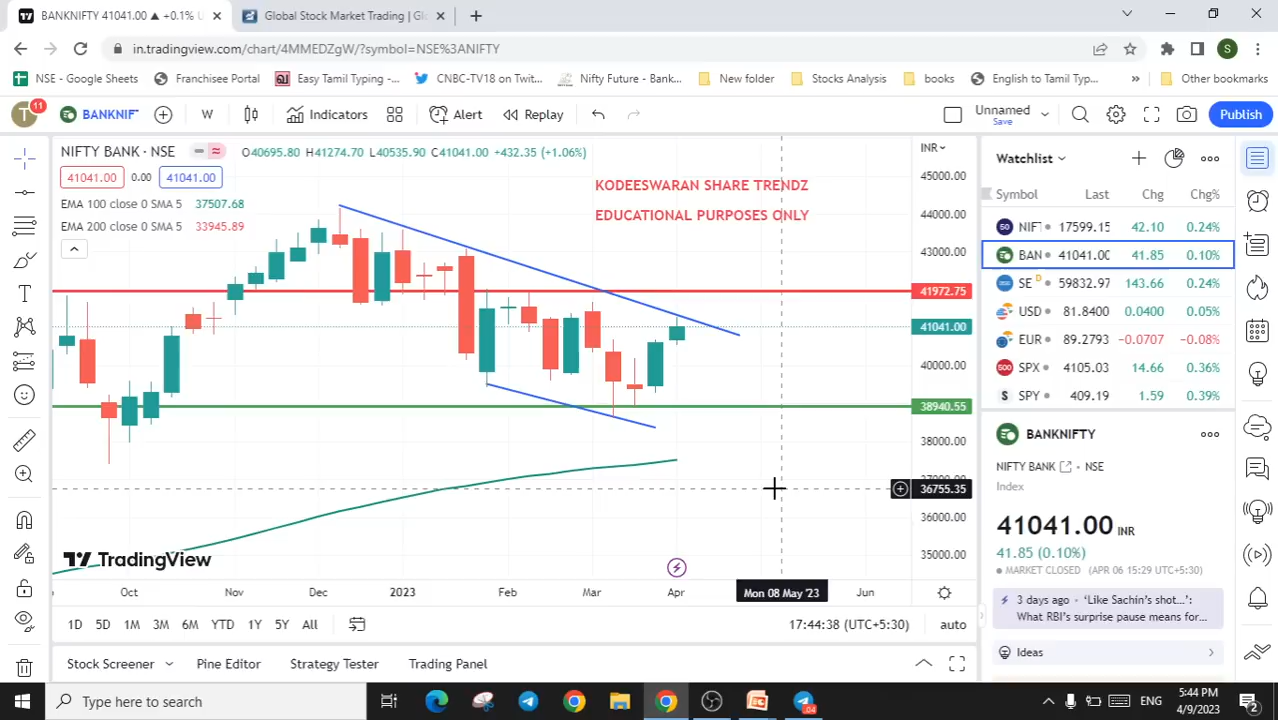 BANKNIFTY 41041.00 ▲ +0.1% U
Global Stock Market Trading | Gl
in.tradingview.com/chart/4MMEDZgW/?symbol=NSE%3ANIFTY
S
NSE - Google Sheets
Franchisee Portal
Easy Tamil Typing -...
CNBC-TV18 on Twit...
Nifty Future - Bank...
New folder
Stocks Analysis
books
English to Tamil Typ...
»
Other bookmarks
T
11
BANKNIF
W
Indicators
Alert
Replay
Unnamed
Save
Publish
NIFTY BANK · NSE
O40695.80 H41274.70 L40535.90 C41041.00 +432.35 (+1.06%)
41041.00 0.00 41041.00
EMA 100 close 0 SMA 5 37507.68
EMA 200 close 0 SMA 5 33945.89
KODEESWARAN SHARE TRENDZ
EDUCATIONAL PURPOSES ONLY
INR
45000.00
44000.00
43000.00
41972.75
41041.00
40000.00
38940.55
38000.00
36755.35
36000.00
35000.00
TradingView
Oct Nov Dec 2023 Feb Mar Apr Mon 08 May '23 Jun
1D 5D 1M 3M 6M YTD 1Y 5Y All
17:44:38 (UTC+5:30)
auto
Stock Screener
Pine Editor
Strategy Tester
Trading Panel
Watchlist
Symbol Last Chg Chg%
50 NIF 17599.15 42.10 0.24%
BAN 41041.00 41.85 0.10%
SE D 59832.97 143.66 0.24%
USD 81.8400 0.0400 0.05%
EUR 89.2793 −0.0707 −0.08%
500 SPX 4105.03 14.66 0.36%
$ SPY 409.19 1.59 0.39%
BANKNIFTY
NIFTY BANK · NSE
Index
41041.00 INR
41.85 (0.10%)
MARKET CLOSED (APR 06 15:29 UTC+5:30)
3 days ago • ‘Like Sachin’s shot...’:
What RBI’s surprise pause means for...
Ideas
Type here to search
ENG
5:44 PM
4/9/2023
2